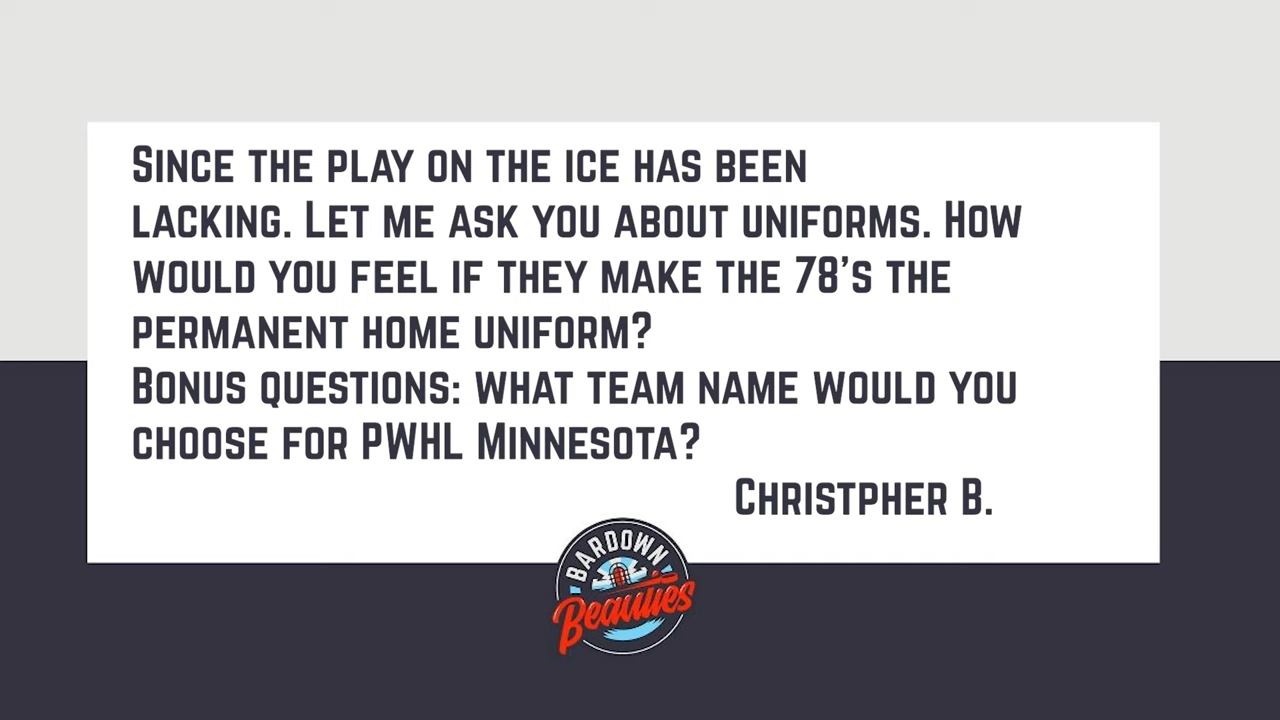 Since the play on the ice has been
lacking. Let me ask you about uniforms. How
would you feel if they make the 78's the
permanent home uniform?
Bonus questions: what team name would you
choose for PWHL Minnesota?
Christpher B.
BARDOWN
Beauties